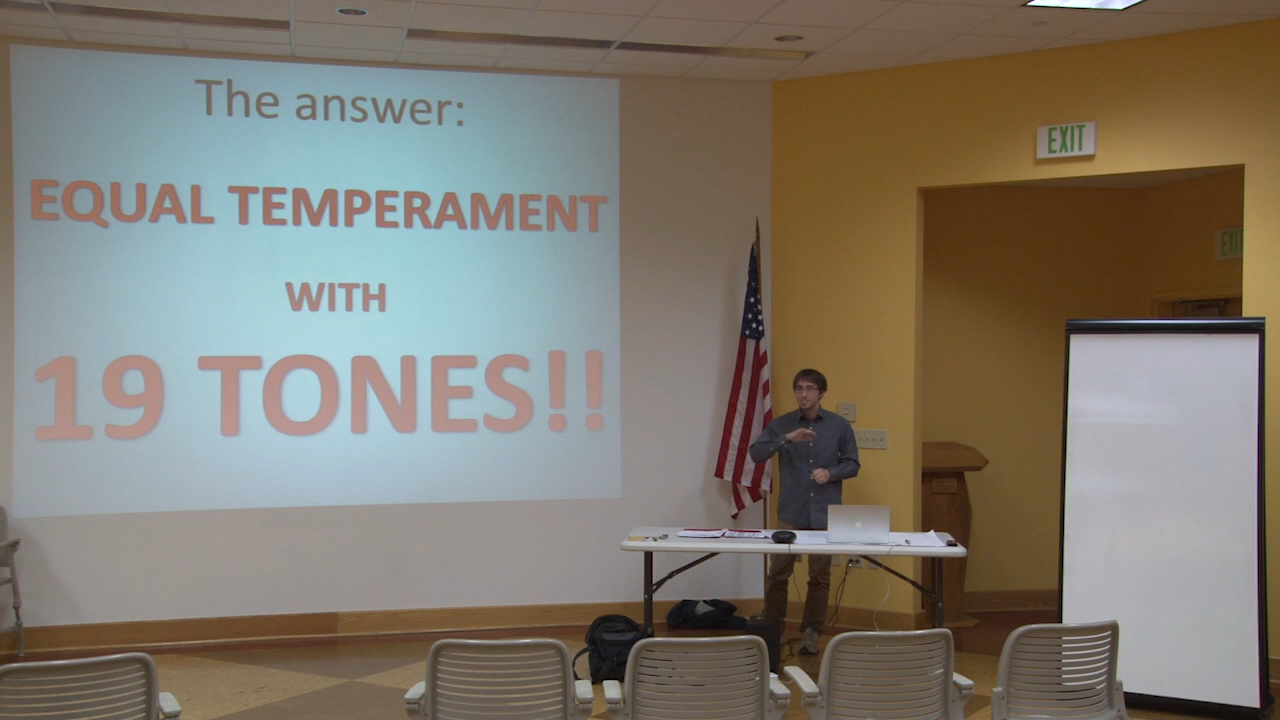 The answer:
EQUAL TEMPERAMENT
WITH
19 TONES!!
EXIT
EXIT